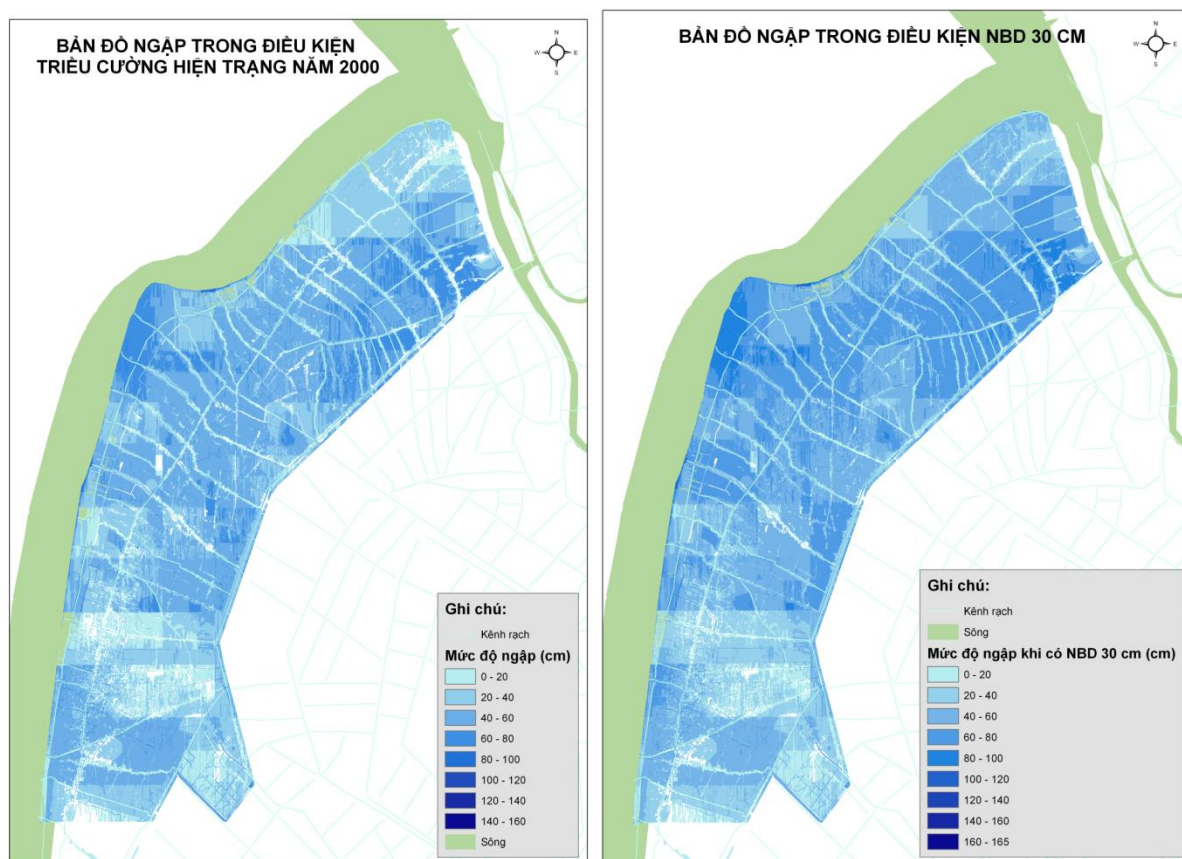 BẢN ĐỒ NGẬP TRONG ĐIỀU KIỆN
TRIỀU CƯỜNG HIỆN TRẠNG NĂM 2000
N
W E
S
Ghi chú:
Kênh rạch
Mức độ ngập (cm)
0 - 20
20 - 40
40 - 60
60 - 80
80 - 100
100 - 120
120 - 140
140 - 160
Sông
BẢN ĐỒ NGẬP TRONG ĐIỀU KIỆN NBD 30 CM
N
W E
S
Ghi chú:
Kênh rạch
Sông
Mức độ ngập khi có NBD 30 cm (cm)
0 - 20
20 - 40
40 - 60
60 - 80
80 - 100
100 - 120
120 - 140
140 - 160
160 - 165